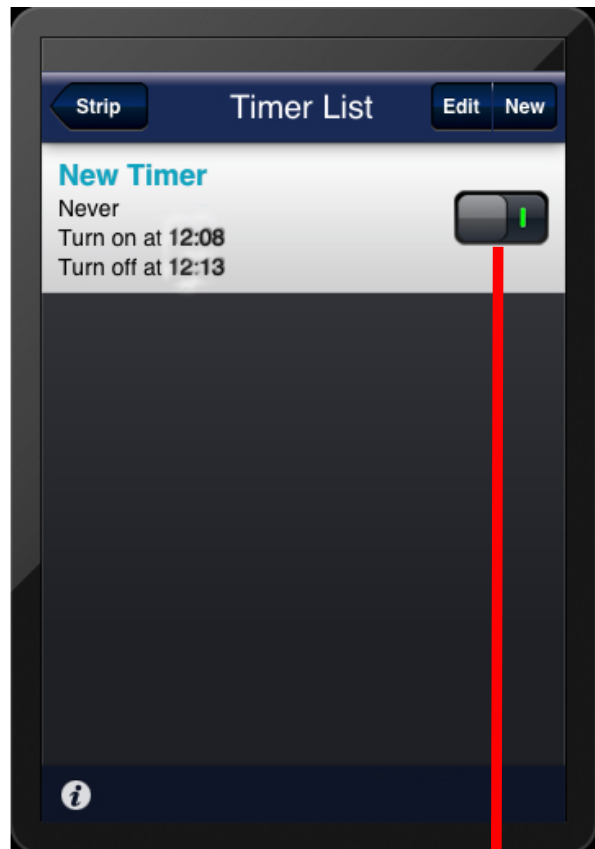 Strip
Timer List
Edit
New
New Timer
Never
Turn on at 12:08
Turn off at 12:13
i